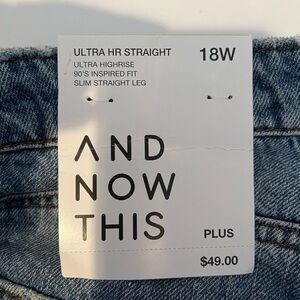 ULTRA HR STRAIGHT 18W
ULTRA HIGHRISE
90'S INSPIRED FIT
SLIM STRAIGHT LEG
AND
NOW
THIS
PLUS
$49.00